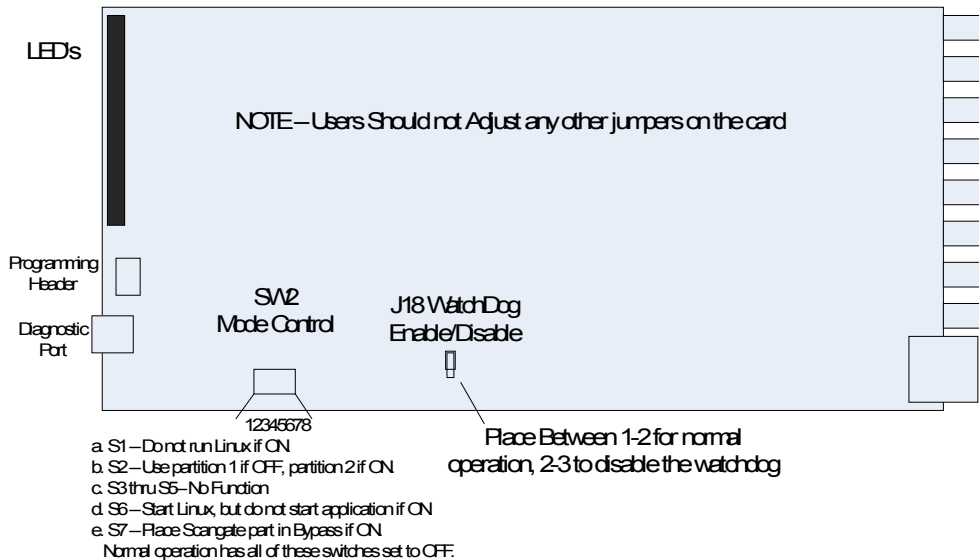 LED's
NOTE – Users Should not Adjust any other jumpers on the card
Programming
Header
Diagnostic
Port
SW2
Mode Control
J18 WatchDog
Enable/Disable
12345678
Place Between 1-2 for normal
operation, 2-3 to disable the watchdog
a. S1 – Do not run Linux if ON.
b. S2 – Use partition 1 if OFF, partition 2 if ON.
c. S3 thru S5 – No Function
d. S6 – Start Linux, but do not start application if ON
e. S7 – Place Scangate part in Bypass if ON.
Normal operation has all of these switches set to OFF.